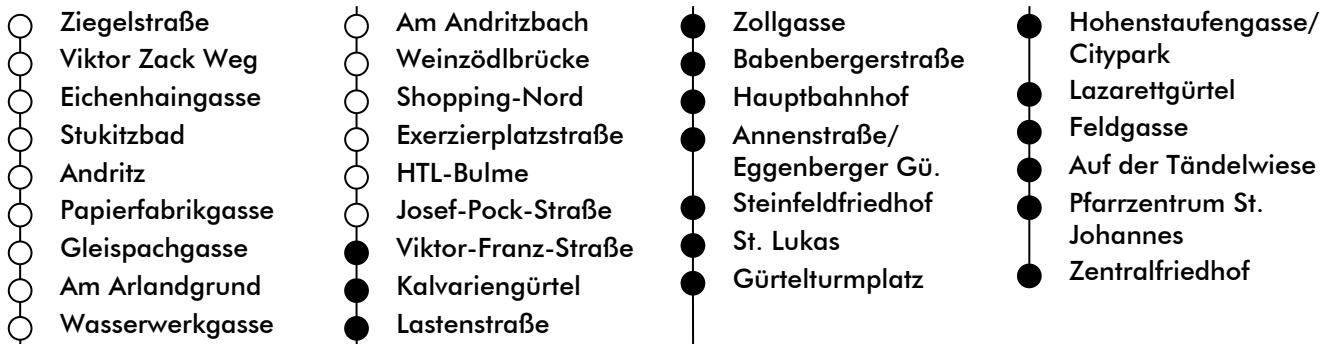 Ziegelstraße
Viktor Zack Weg
Eichenhaingasse
Stukitzbad
Andritz
Papierfabrikgasse
Gleispachgasse
Am Arlandgrund
Wasserwerkgasse
Am Andritzbach
Weinzödlbrücke
Shopping-Nord
Exerzierplatzstraße
HTL-Bulme
Josef-Pock-Straße
Viktor-Franz-Straße
Kalvariengürtel
Lastenstraße
Zollgasse
Babenbergerstraße
Hauptbahnhof
Annenstraße/
Eggenberger Gü.
Steinfeldfriedhof
St. Lukas
Gürtelturmplatz
Hohenstaufengasse/
Citypark
Lazarettgürtel
Feldgasse
Auf der Tändelwiese
Pfarrzentrum St.
Johannes
Zentralfriedhof